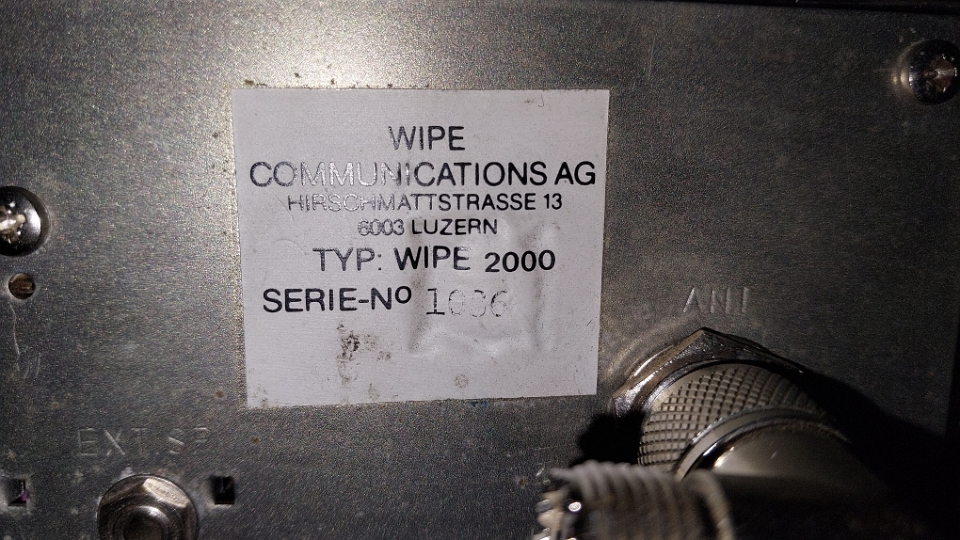 WIPE
COMMUNICATIONS AG
HIRSCHMATTSTRASSE 13
6003 LUZERN
TYP: WIPE 2000
SERIE-No
ANT
EXT SP